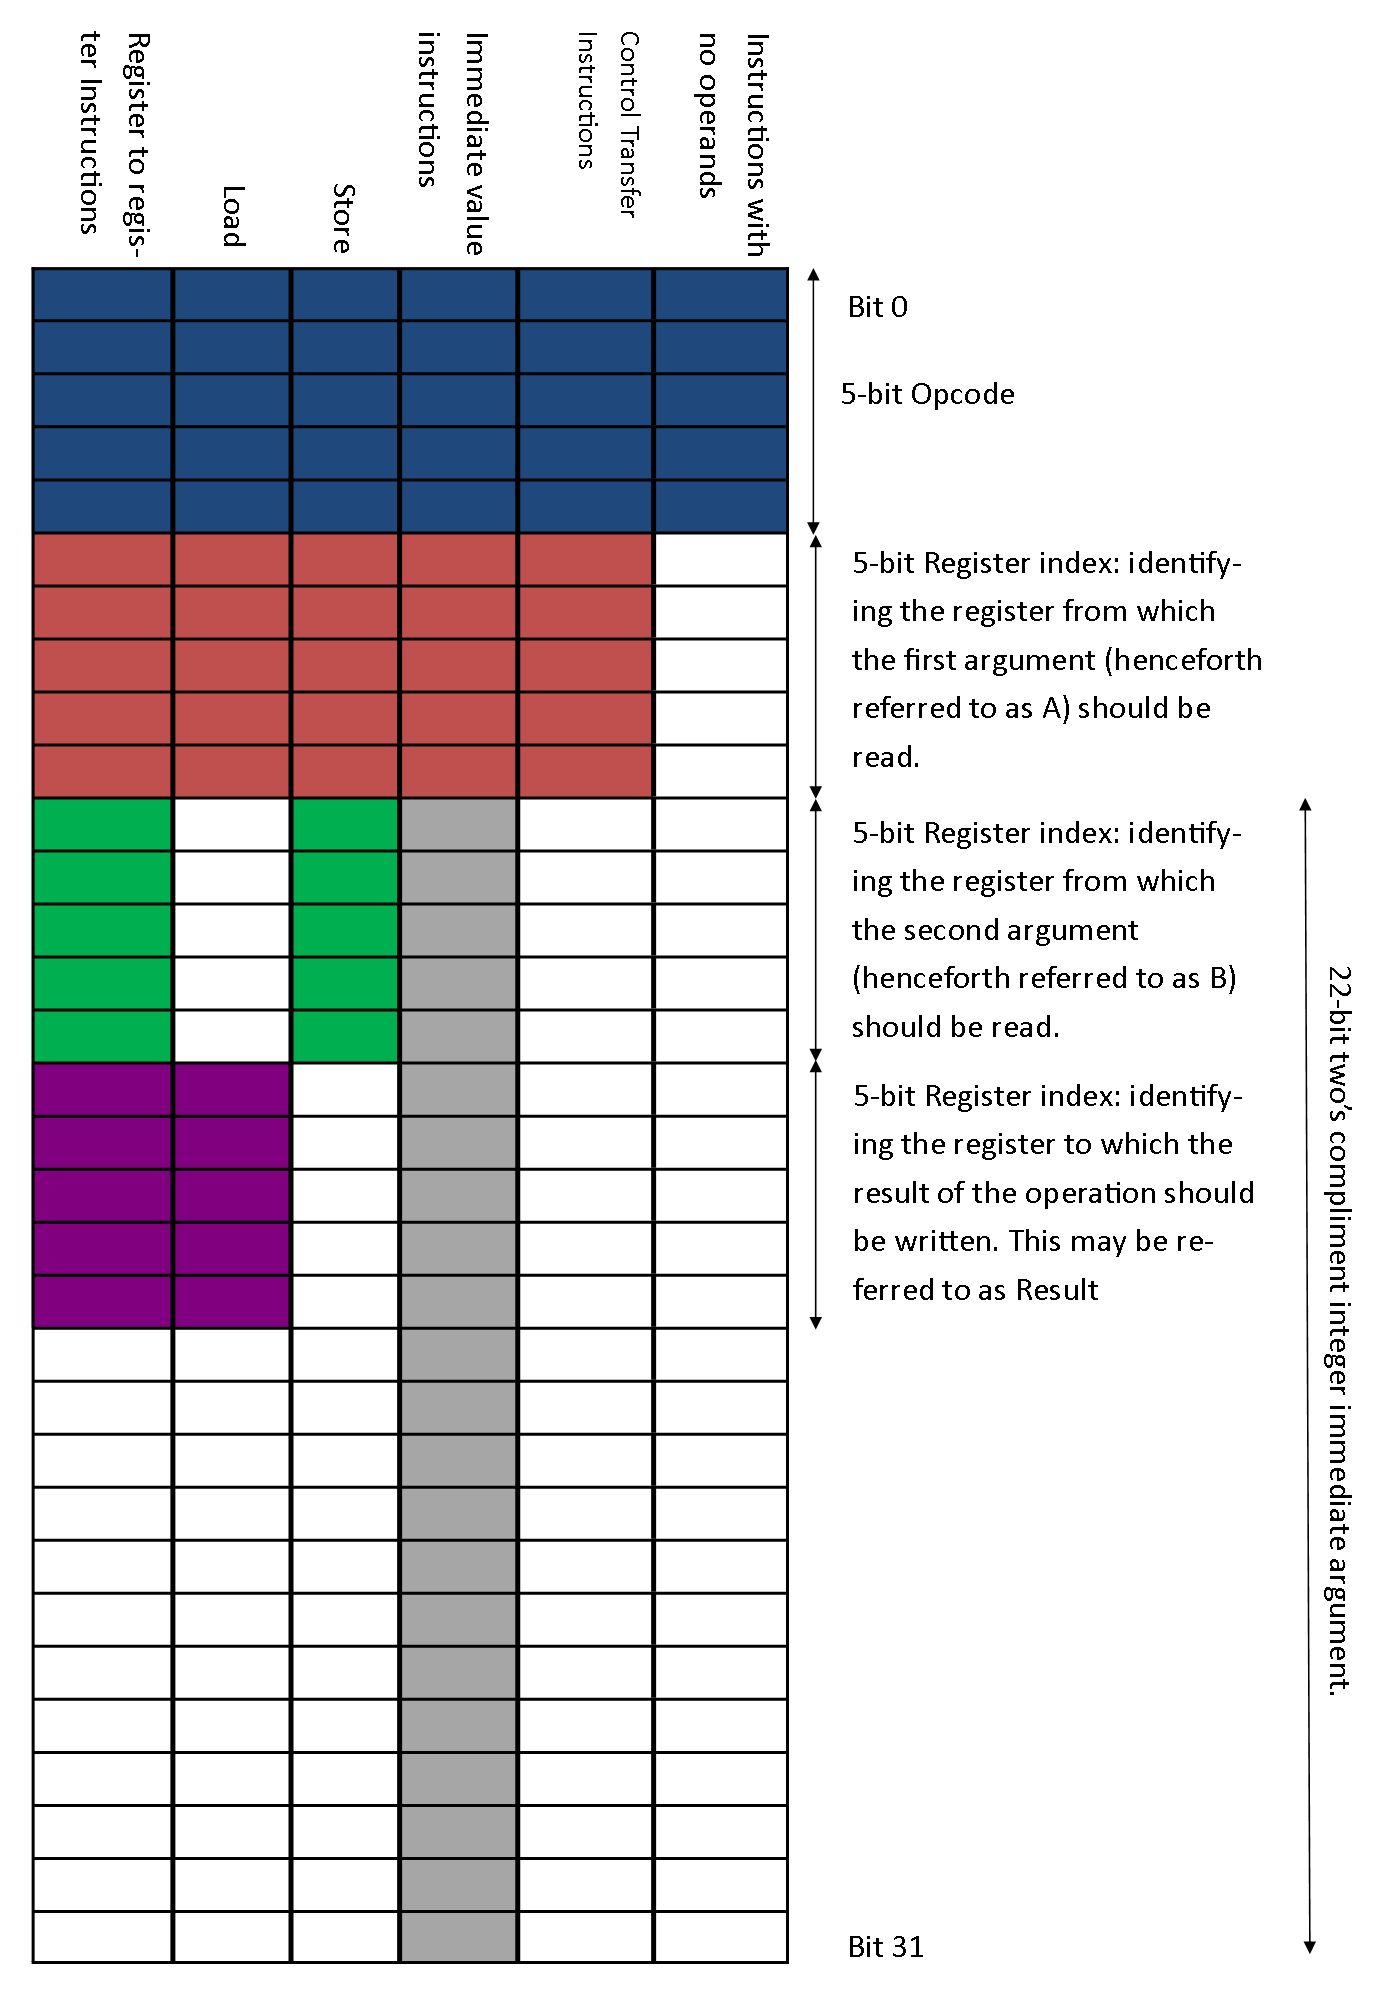 Register to regis-
ter Instructions
Load
Store
Immediate value
instructions
Control Transfer
Instructions
Instructions with
no operands
Bit 0
5-bit Opcode
5-bit Register index: identify-
ing the register from which
the first argument (henceforth
referred to as A) should be
read.
5-bit Register index: identify-
ing the register from which
the second argument
(henceforth referred to as B)
should be read.
5-bit Register index: identify-
ing the register to which the
result of the operation should
be written. This may be re-
ferred to as Result
22-bit two’s compliment integer immediate argument.
Bit 31